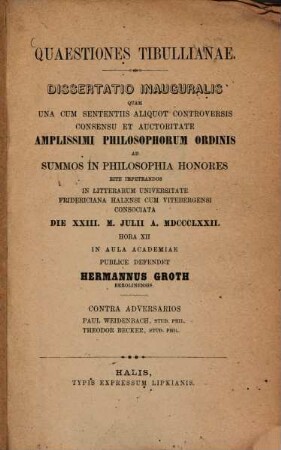 QUAESTIONES TIBULLIANAE.
DISSERTATIO INAUGURALIS
QUAM
UNA CUM SENTENTIIS ALIQUOT CONTROVERSIS
CONSENSU ET AUCTORITATE
AMPLISSIMI PHILOSOPHORUM ORDINIS
AD
SUMMOS IN PHILOSOPHIA HONORES
RITE IMPETRANDOS
IN LITTERARUM UNIVERSITATE
FRIDERICIANA HALENSI CUM VITEBERGENSI
CONSOCIATA
DIE XXIII. M. JULII A. MDCCCLXXII.
HORA XII
IN AULA ACADEMIAE
PUBLICE DEFENDET
HERMANNUS GROTH
BEROLINENSIS.
CONTRA ADVERSARIOS
PAUL WEIDENBACH, STUD. PHIL.
THEODOR BECKER, STUD. PHIL.
HALIS,
TYPIS EXPRESSUM LIPKIANIS.